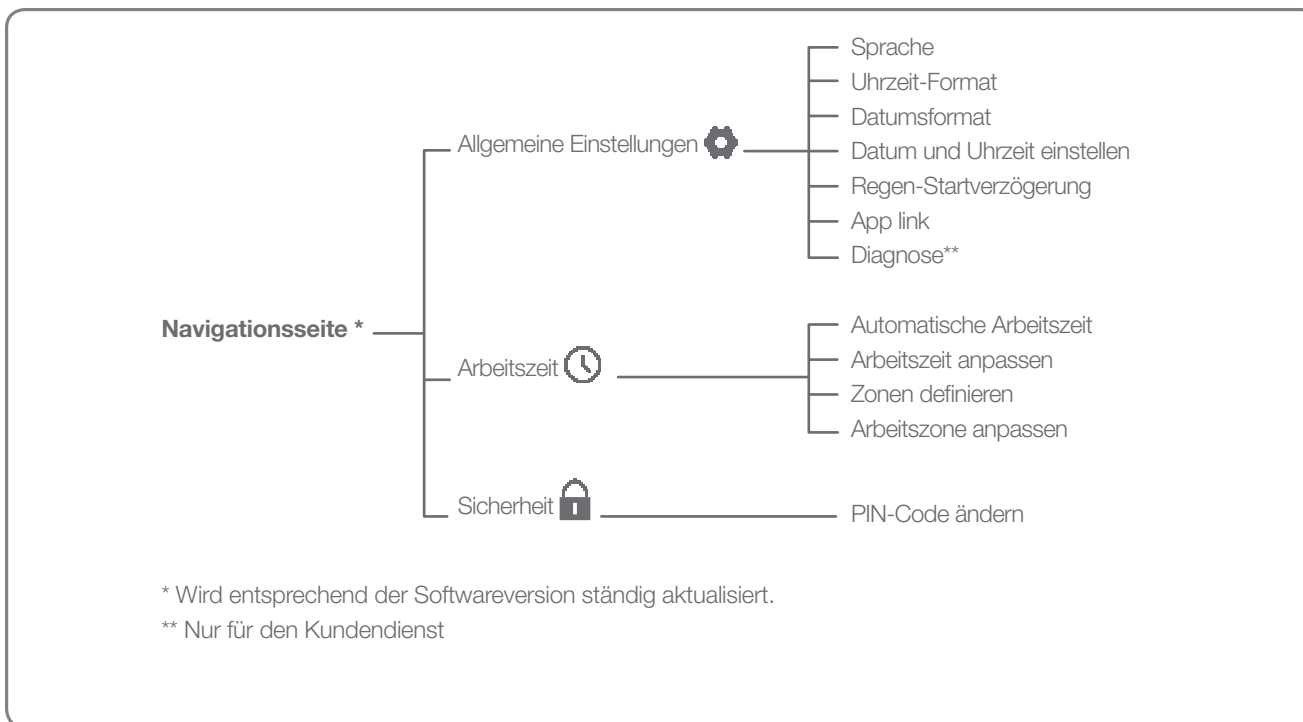 Navigationsseite *
Allgemeine Einstellungen
Sprache
Uhrzeit-Format
Datumsformat
Datum und Uhrzeit einstellen
Regen-Startverzögerung
App link
Diagnose**
Arbeitszeit
Automatische Arbeitszeit
Arbeitszeit anpassen
Zonen definieren
Arbeitszone anpassen
Sicherheit
PIN-Code ändern
* Wird entsprechend der Softwareversion ständig aktualisiert.
** Nur für den Kundendienst